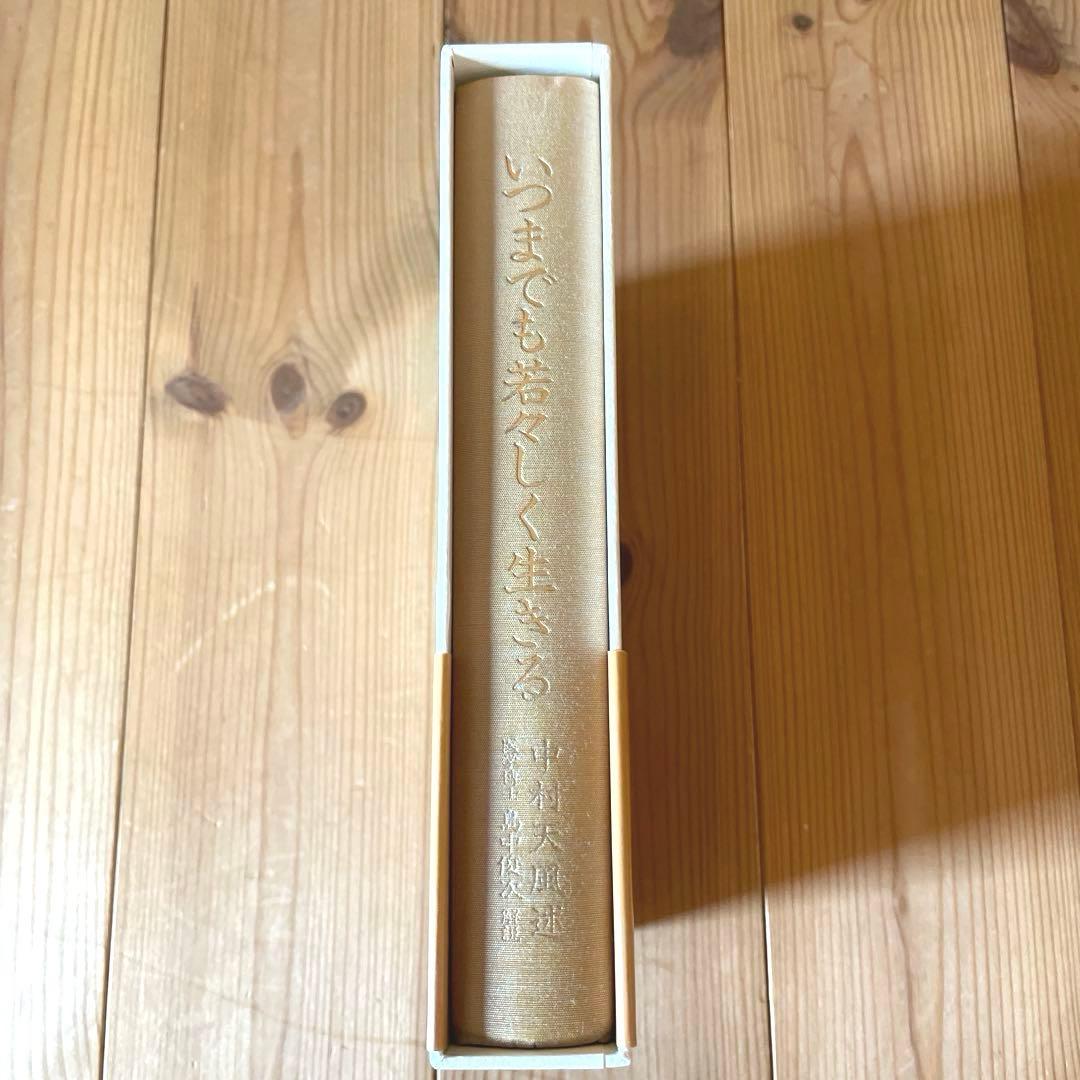 いつまでも若々しく生きる
中村天風述
医学博士 島中俊次 解説